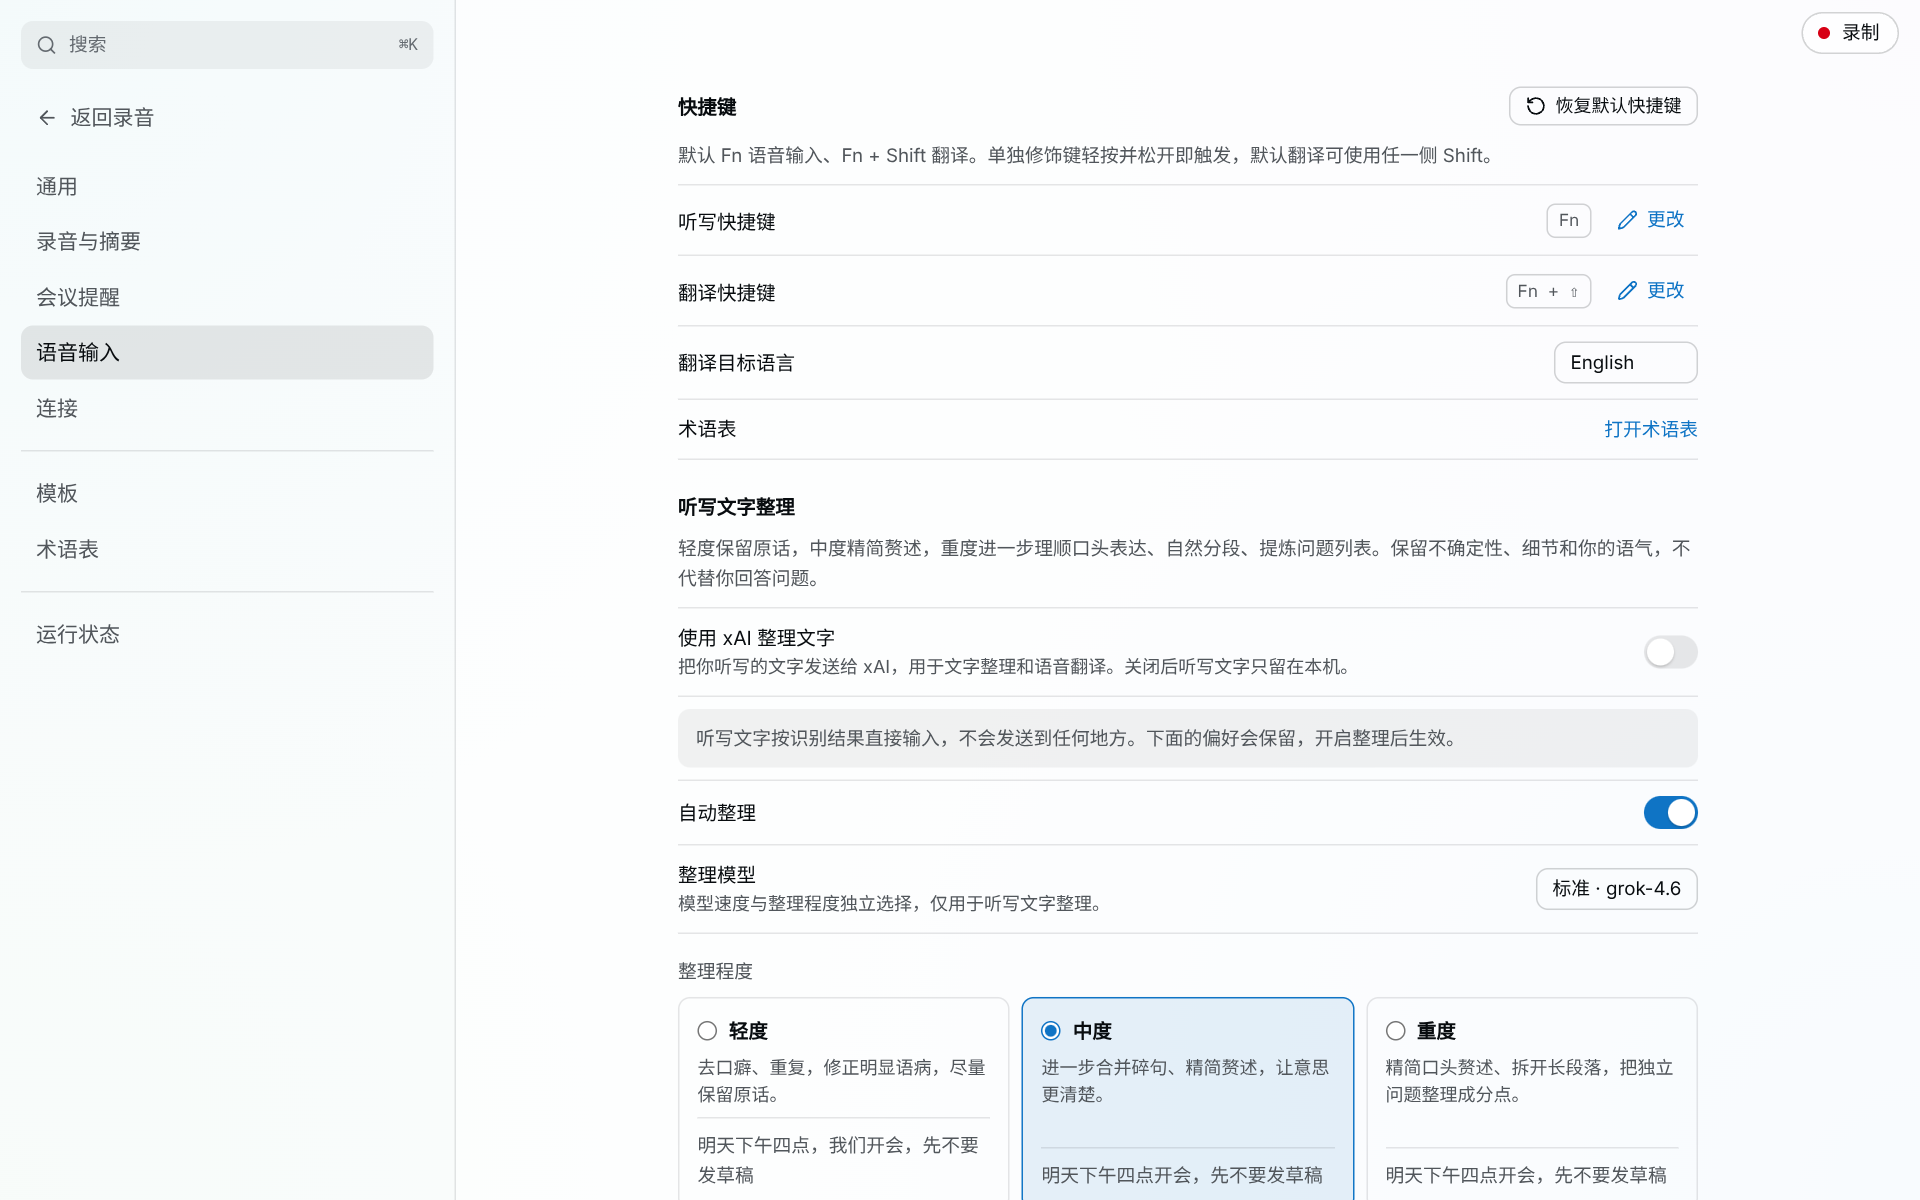 搜索 ⌘K
返回录音
通用
录音与摘要
会议提醒
语音输入
连接
模板
术语表
运行状态
录制
快捷键
恢复默认快捷键
默认 Fn 语音输入、Fn + Shift 翻译。单独修饰键轻按并松开即触发，默认翻译可使用任一侧 Shift。
听写快捷键 Fn 更改
翻译快捷键 Fn + ⇧ 更改
翻译目标语言 English
术语表 打开术语表
听写文字整理
轻度保留原话，中度精简赘述，重度进一步理顺口头表达、自然分段、提炼问题列表。保留不确定性、细节和你的语气，不
代替你回答问题。
使用 xAI 整理文字
把你听写的文字发送给 xAI，用于文字整理和语音翻译。关闭后听写文字只留在本机。
听写文字按识别结果直接输入，不会发送到任何地方。下面的偏好会保留，开启整理后生效。
自动整理
整理模型
模型速度与整理程度独立选择，仅用于听写文字整理。
标准 · grok-4.6
整理程度
轻度
去口癖、重复，修正明显语病，尽量
保留原话。
明天下午四点，我们开会，先不要
发草稿
中度
进一步合并碎句、精简赘述，让意思
更清楚。
明天下午四点开会，先不要发草稿
重度
精简口头赘述、拆开长段落，把独立
问题整理成分点。
明天下午四点开会，先不要发草稿